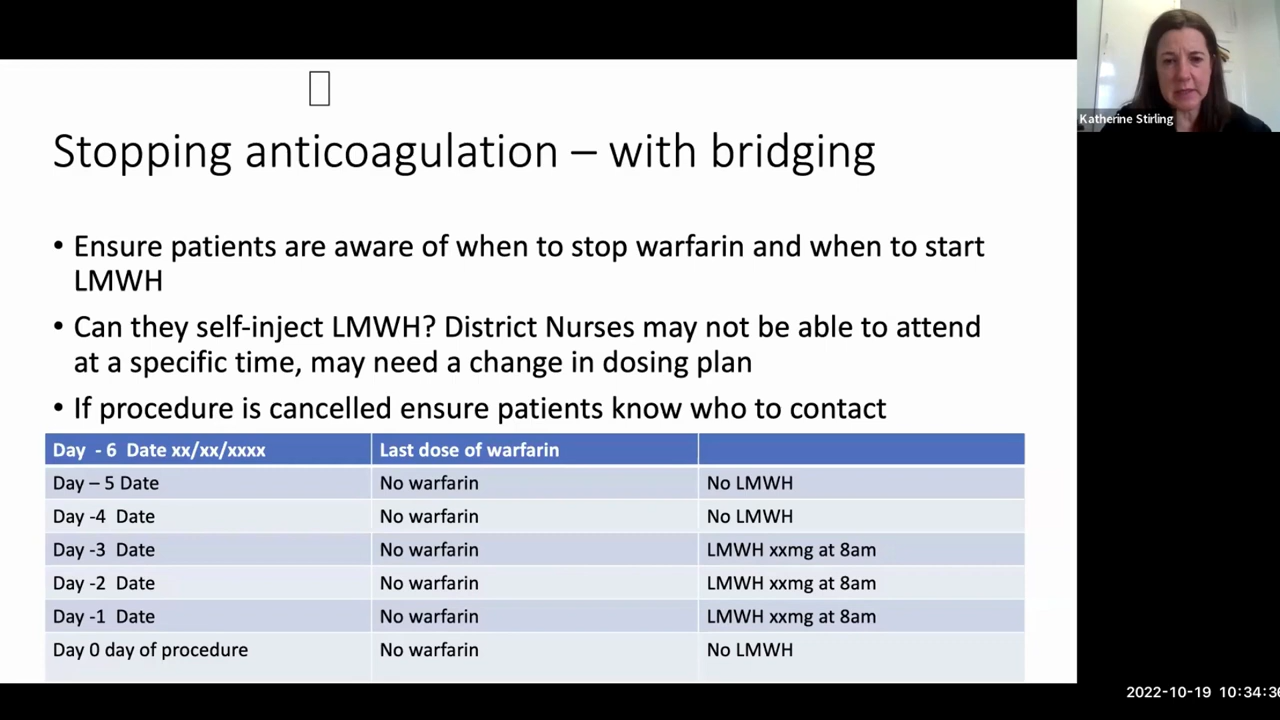 Stopping anticoagulation – with bridging
• Ensure patients are aware of when to stop warfarin and when to start
LMWH
• Can they self-inject LMWH? District Nurses may not be able to attend
at a specific time, may need a change in dosing plan
• If procedure is cancelled ensure patients know who to contact
Day - 6 Date xx/xx/xxxx Last dose of warfarin
Day – 5 Date No warfarin No LMWH
Day -4 Date No warfarin No LMWH
Day -3 Date No warfarin LMWH xxmg at 8am
Day -2 Date No warfarin LMWH xxmg at 8am
Day -1 Date No warfarin LMWH xxmg at 8am
Day 0 day of procedure No warfarin No LMWH
Katherine Stirling
2022-10-19 10:34:36